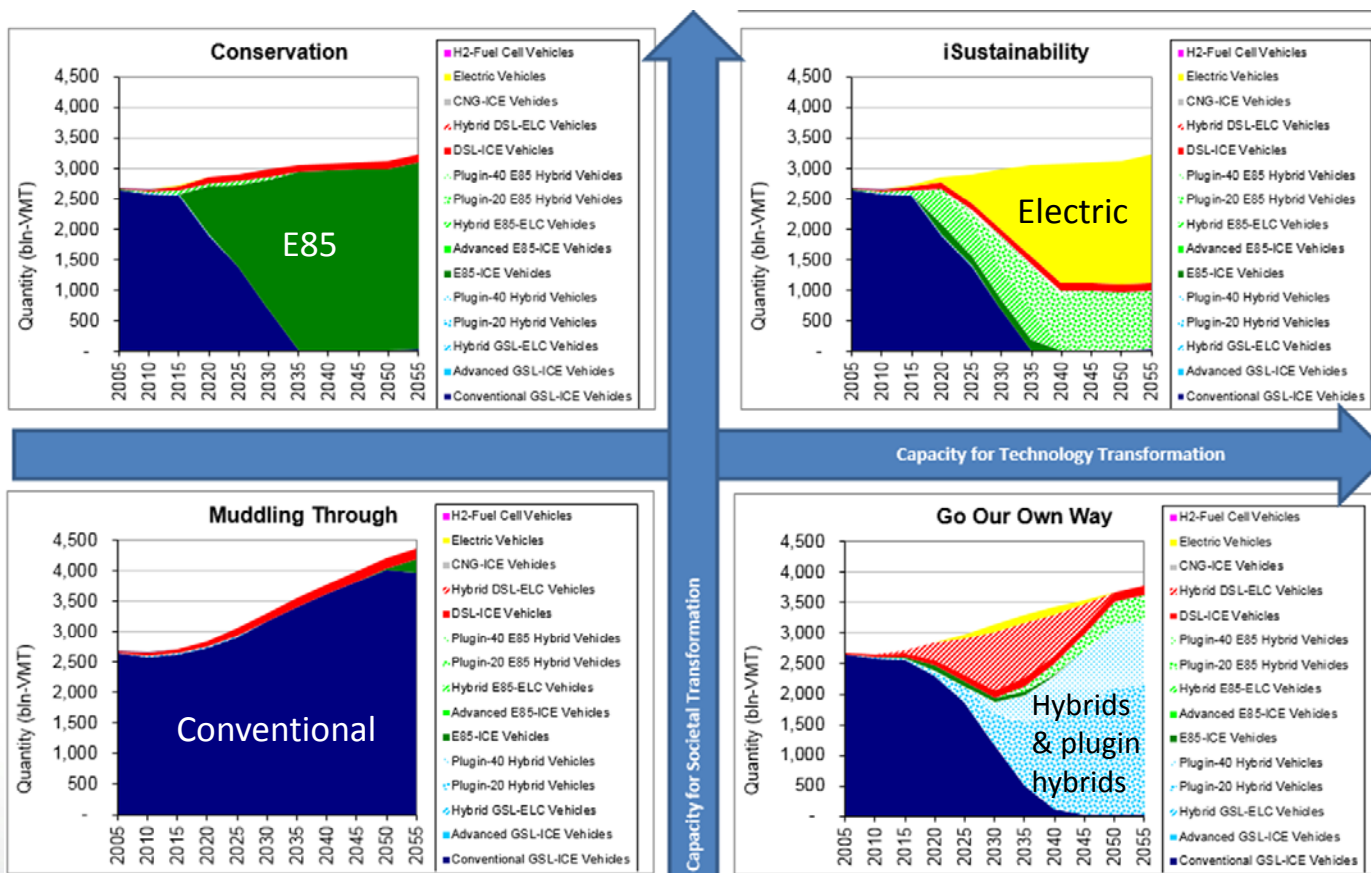 Conservation
4,500
4,000
3,500
3,000
2,500
2,000
1,500
1,000
500
-
Quantity (bln-VMT)
E85
2005
2010
2015
2020
2025
2030
2035
2040
2045
2050
2055
H2-Fuel Cell Vehicles
Electric Vehicles
CNG-ICE Vehicles
Hybrid DSL-ELC Vehicles
DSL-ICE Vehicles
Plugin-40 E85 Hybrid Vehicles
Plugin-20 E85 Hybrid Vehicles
Hybrid E85-ELC Vehicles
Advanced E85-ICE Vehicles
E85-ICE Vehicles
Plugin-40 Hybrid Vehicles
Plugin-20 Hybrid Vehicles
Hybrid GSL-ELC Vehicles
Advanced GSL-ICE Vehicles
Conventional GSL-ICE Vehicles
iSustainability
4,500
4,000
3,500
3,000
2,500
2,000
1,500
1,000
500
-
Quantity (bln-VMT)
Electric
2005
2010
2015
2020
2025
2030
2035
2040
2045
2050
2055
H2-Fuel Cell Vehicles
Electric Vehicles
CNG-ICE Vehicles
Hybrid DSL-ELC Vehicles
DSL-ICE Vehicles
Plugin-40 E85 Hybrid Vehicles
Plugin-20 E85 Hybrid Vehicles
Hybrid E85-ELC Vehicles
Advanced E85-ICE Vehicles
E85-ICE Vehicles
Plugin-40 Hybrid Vehicles
Plugin-20 Hybrid Vehicles
Hybrid GSL-ELC Vehicles
Advanced GSL-ICE Vehicles
Conventional GSL-ICE Vehicles
Capacity for Technology Transformation
Capacity for Societal Transformation
Muddling Through
4,500
4,000
3,500
3,000
2,500
2,000
1,500
1,000
500
-
Quantity (bln-VMT)
Conventional
2005
2010
2015
2020
2025
2030
2035
2040
2045
2050
2055
H2-Fuel Cell Vehicles
Electric Vehicles
CNG-ICE Vehicles
Hybrid DSL-ELC Vehicles
DSL-ICE Vehicles
Plugin-40 E85 Hybrid Vehicles
Plugin-20 E85 Hybrid Vehicles
Hybrid E85-ELC Vehicles
Advanced E85-ICE Vehicles
E85-ICE Vehicles
Plugin-40 Hybrid Vehicles
Plugin-20 Hybrid Vehicles
Hybrid GSL-ELC Vehicles
Advanced GSL-ICE Vehicles
Conventional GSL-ICE Vehicles
Go Our Own Way
4,500
4,000
3,500
3,000
2,500
2,000
1,500
1,000
500
-
Quantity (bln-VMT)
Hybrids
& plugin
hybrids
2005
2010
2015
2020
2025
2030
2035
2040
2045
2050
2055
H2-Fuel Cell Vehicles
Electric Vehicles
CNG-ICE Vehicles
Hybrid DSL-ELC Vehicles
DSL-ICE Vehicles
Plugin-40 E85 Hybrid Vehicles
Plugin-20 E85 Hybrid Vehicles
Hybrid E85-ELC Vehicles
Advanced E85-ICE Vehicles
E85-ICE Vehicles
Plugin-40 Hybrid Vehicles
Plugin-20 Hybrid Vehicles
Hybrid GSL-ELC Vehicles
Advanced GSL-ICE Vehicles
Conventional GSL-ICE Vehicles